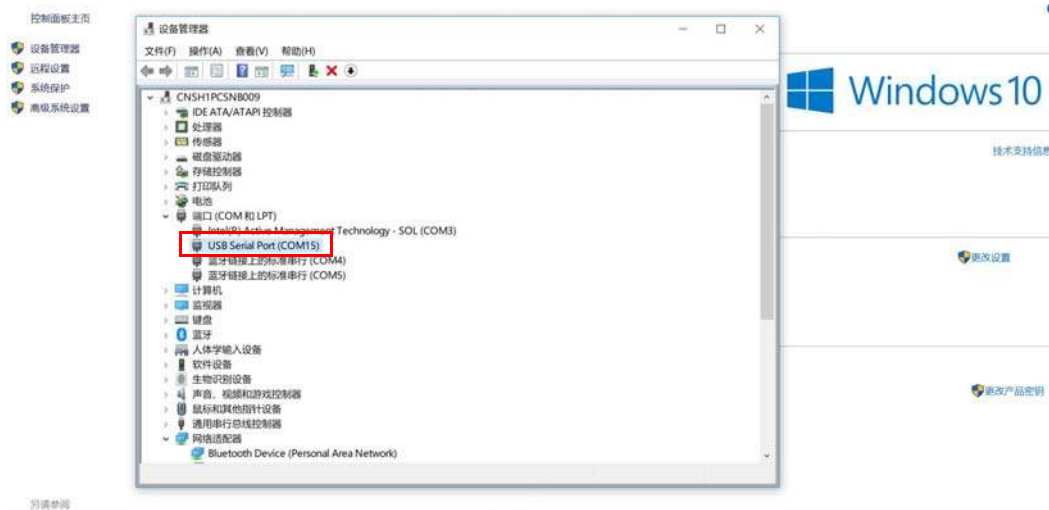 控制面板主页
设备管理器
远程设置
系统保护
高级系统设置
另请参阅
设备管理器
文件(F) 操作(A) 查看(V) 帮助(H)
CNSH1PCSNB009
IDE ATA/ATAPI 控制器
处理器
传感器
磁盘驱动器
存储控制器
打印队列
电池
端口 (COM 和 LPT)
Intel(R) Active Management Technology - SOL (COM3)
USB Serial Port (COM15)
蓝牙链接上的标准串行 (COM4)
蓝牙链接上的标准串行 (COM5)
计算机
监视器
键盘
蓝牙
人体学输入设备
软件设备
生物识别设备
声音、视频和游戏控制器
鼠标和其他指针设备
通用串行总线控制器
网络适配器
Bluetooth Device (Personal Area Network)
Windows 10
技术支持信息
更改设置
更改产品密钥